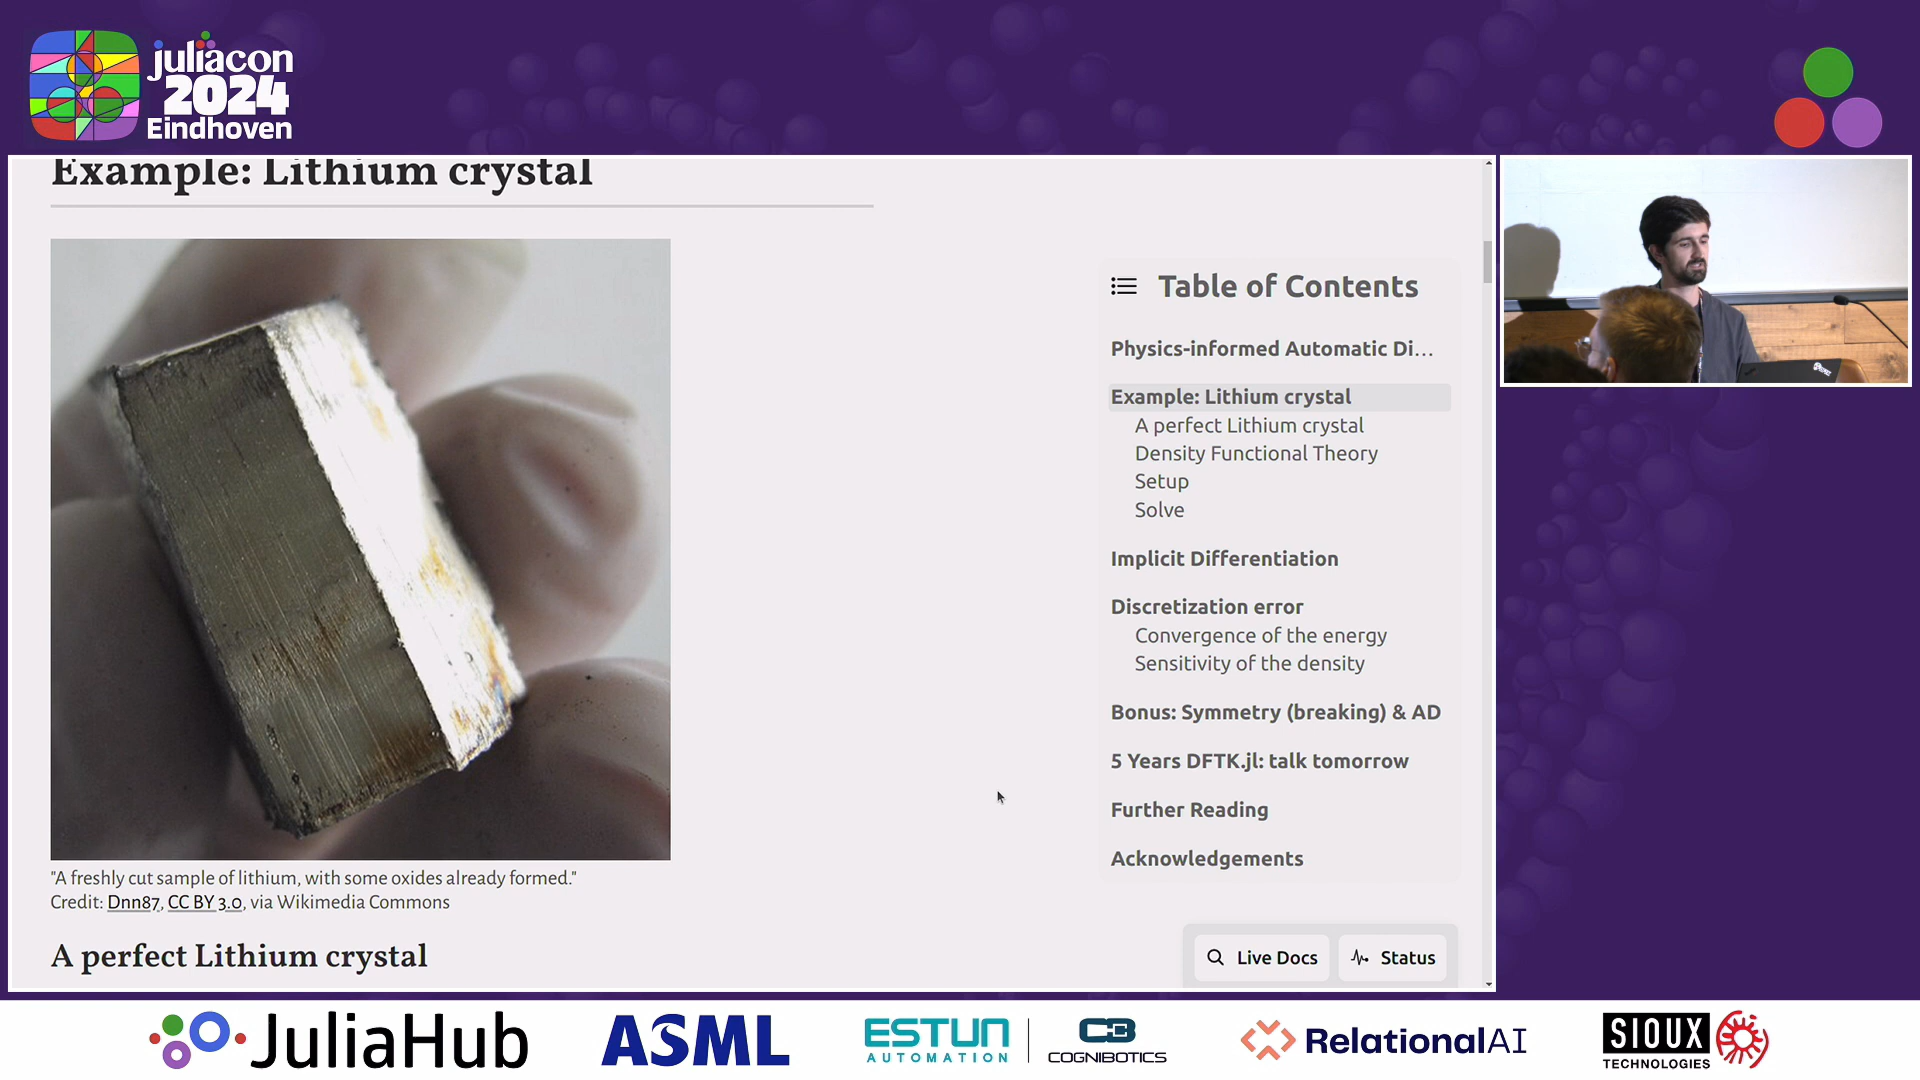 juliacon
2024
Eindhoven
Example: Lithium crystal
"A freshly cut sample of lithium, with some oxides already formed."
Credit: Dnn87, CC BY 3.0, via Wikimedia Commons
A perfect Lithium crystal
Table of Contents
Physics-informed Automatic Di…
Example: Lithium crystal
A perfect Lithium crystal
Density Functional Theory
Setup
Solve
Implicit Differentiation
Discretization error
Convergence of the energy
Sensitivity of the density
Bonus: Symmetry (breaking) & AD
5 Years DFTK.jl: talk tomorrow
Further Reading
Acknowledgements
Live Docs
Status
JuliaHub
ASML
ESTUN
AUTOMATION
COGNIBOTICS
RelationalAI
SIOUX
TECHNOLOGIES